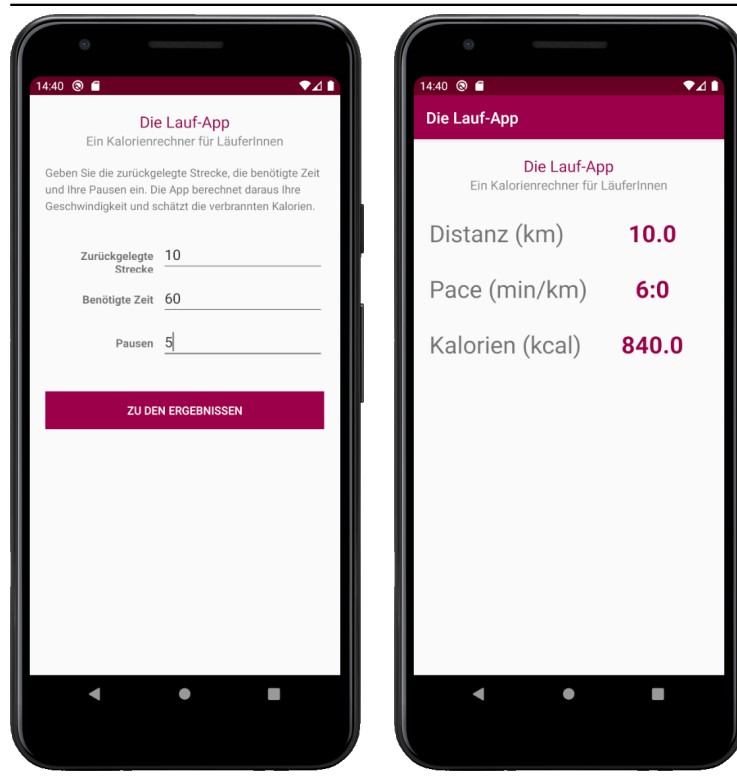 14:40
Die Lauf-App
Ein Kalorienrechner für LäuferInnen
Geben Sie die zurückgelegte Strecke, die benötigte Zeit
und Ihre Pausen ein. Die App berechnet daraus Ihre
Geschwindigkeit und schätzt die verbrannten Kalorien.
Zurückgelegte 10
Strecke
Benötigte Zeit 60
Pausen 5
ZU DEN ERGEBNISSEN
14:40
Die Lauf-App
Die Lauf-App
Ein Kalorienrechner für LäuferInnen
Distanz (km) 10.0
Pace (min/km) 6:0
Kalorien (kcal) 840.0